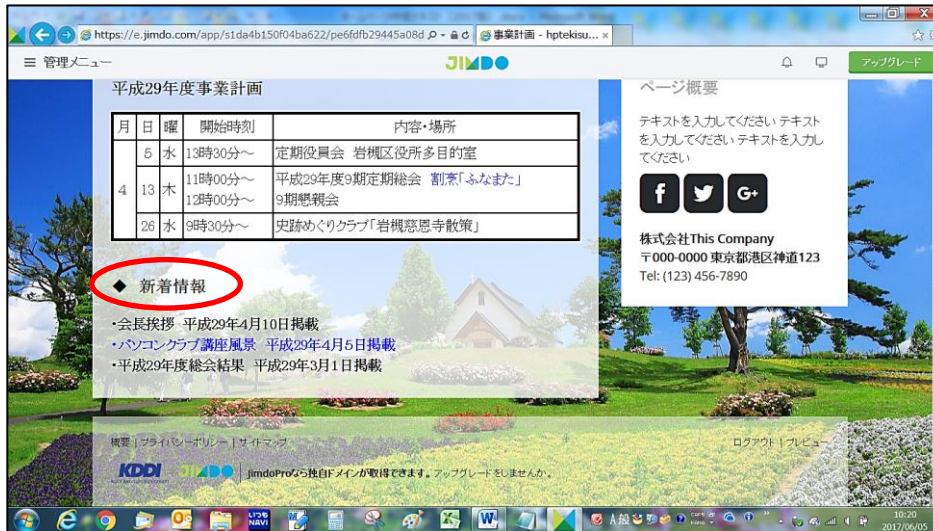 https://e.jimdo.com/app/s1da4b150f04ba622/pe6fdfb29445a08d
事業計画 - hptekisu...
管理メニュー
JIMDO
アップグレード
平成29年度事業計画
月 日 曜 開始時刻 内容・場所
4
5 水 13時30分～ 定期役員会 岩槻区役所多目的室
13 木 11時00分～ 平成29年度9期定期総会 割烹「ふなまた」
12時00分～ 9期懇親会
26 水 9時30分～ 史跡めぐりクラブ「岩槻慈恩寺散策」
◆ 新着情報
・会長挨拶 平成29年4月10日掲載
・パソコンクラブ講座風景 平成29年4月5日掲載
・平成29年度総会結果 平成29年3月1日掲載
ページ概要
テキストを入力してください テキスト
を入力してください テキストを入力し
てください
f G+
株式会社This Company
〒000-0000 東京都港区神道123
Tel: (123) 456-7890
概要 | プライバシーポリシー | サイトマップ
ログアウト | プレビュー
KDDI JIMDO JimdoProなら独自ドメインが取得できます。アップグレードをしませんか。
いつも
NAVI
A 般
10:20
2017/06/05